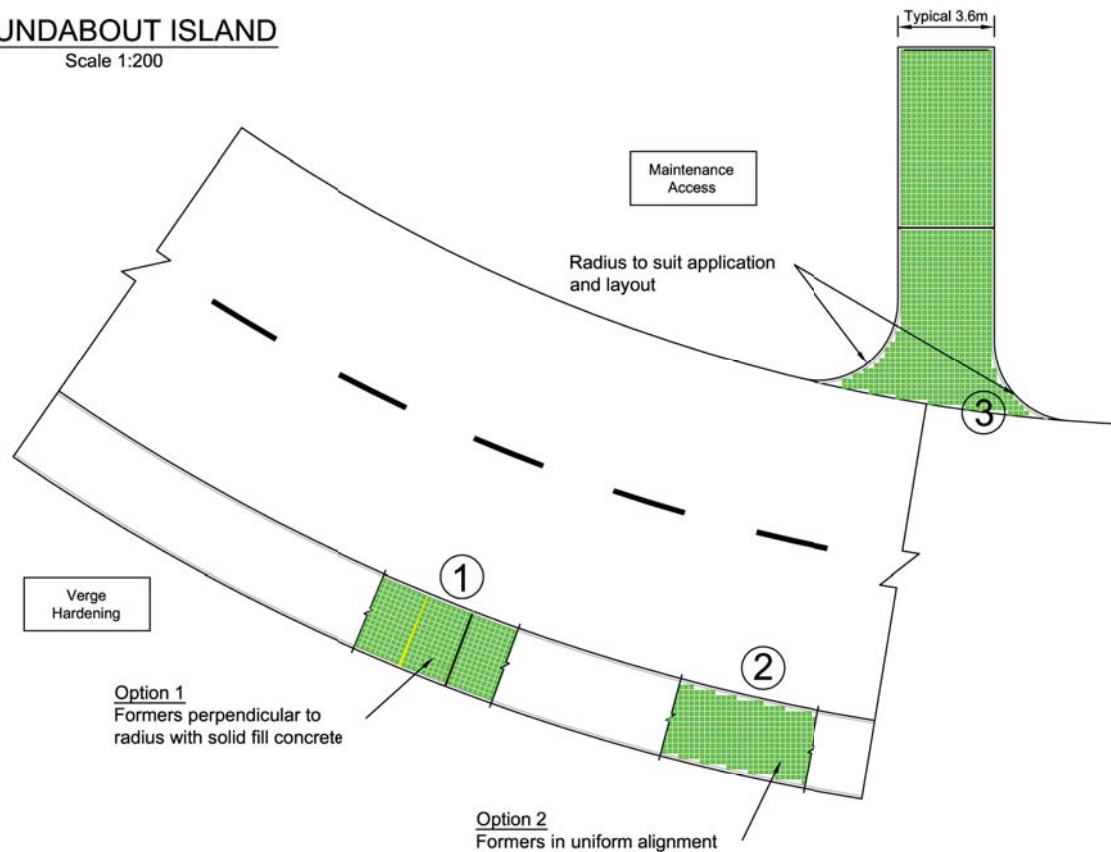 UNDABOUT ISLAND
Scale 1:200
Typical 3.6m
Maintenance
Access
Radius to suit application
and layout
3
1
Verge
Hardening
2
Option 1
Formers perpendicular to
radius with solid fill concrete
Option 2
Formers in uniform alignment